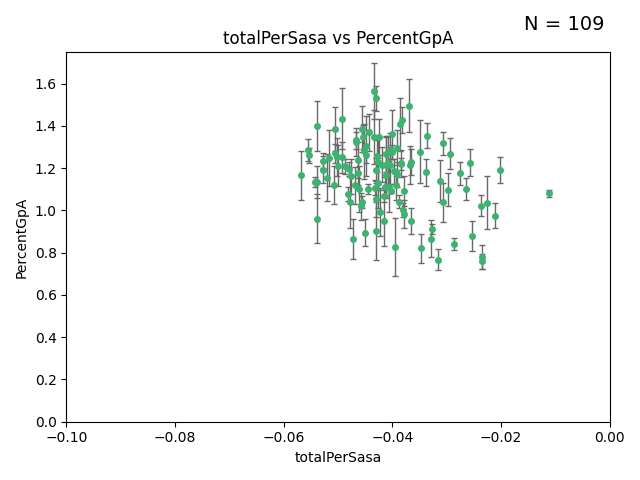 N = 109
totalPerSasa vs PercentGpA
1.6
1.4
1.2
1.0
0.8
0.6
0.4
0.2
0.0
PercentGpA
−0.10 −0.08 −0.06 −0.04 −0.02 0.00
totalPerSasa